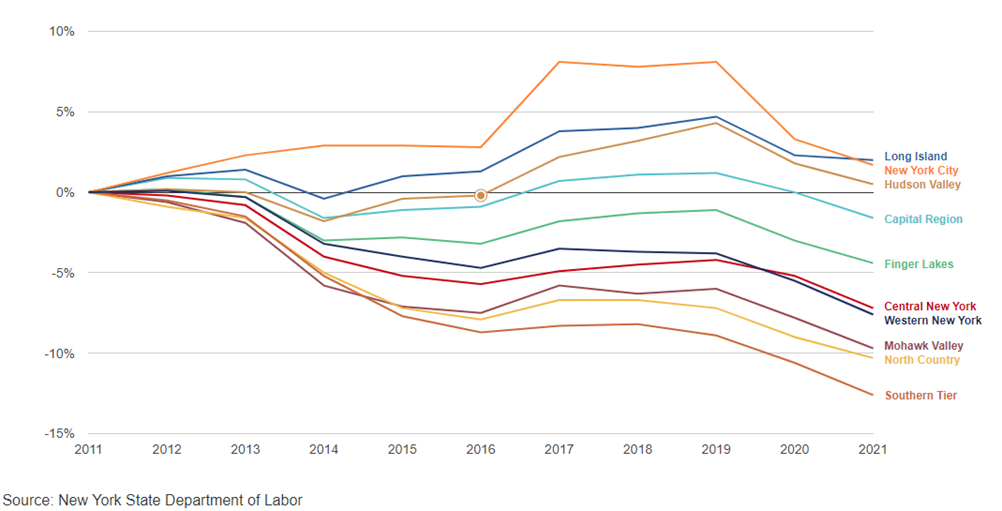 10%
5%
0%
-5%
-10%
-15%
Long Island
New York City
Hudson Valley
Capital Region
Finger Lakes
Central New York
Western New York
Mohawk Valley
North Country
Southern Tier
2011 2012 2013 2014 2015 2016 2017 2018 2019 2020 2021
Source: New York State Department of Labor